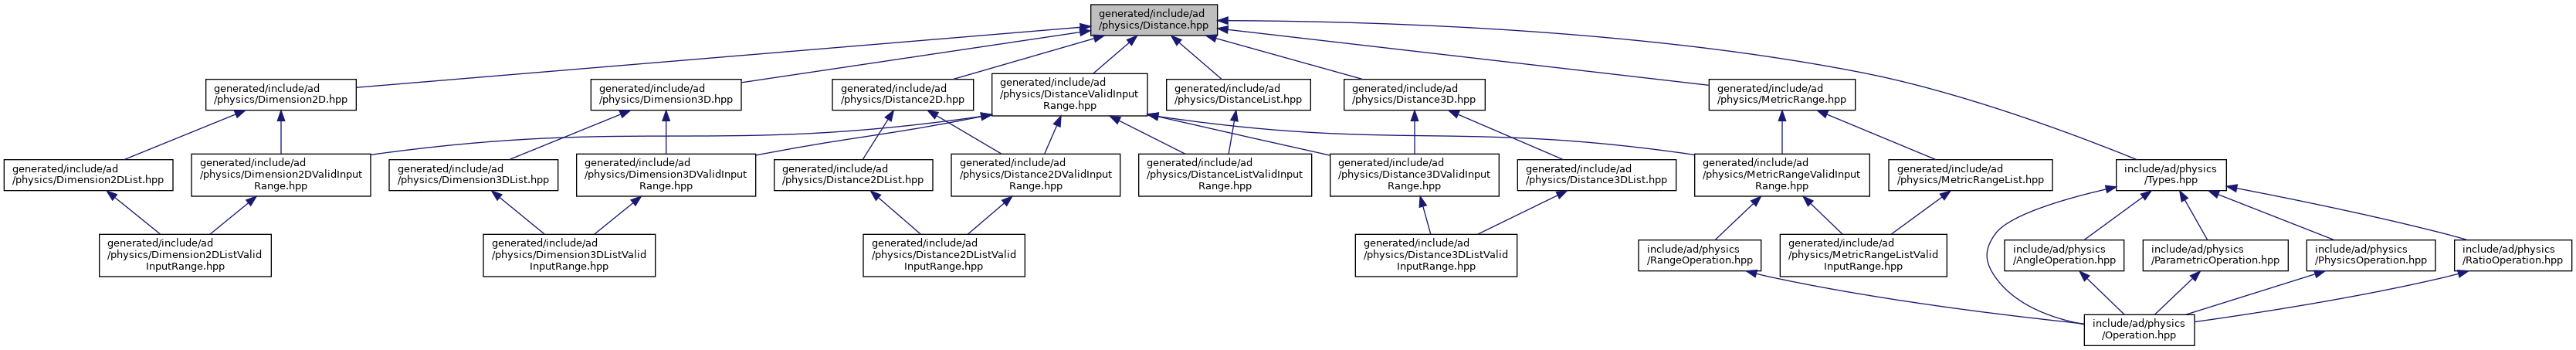 generated/include/ad
/physics/Distance.hpp
generated/include/ad
/physics/Dimension2D.hpp
generated/include/ad
/physics/Dimension3D.hpp
generated/include/ad
/physics/Distance2D.hpp
generated/include/ad
/physics/DistanceValidInput
Range.hpp
generated/include/ad
/physics/DistanceList.hpp
generated/include/ad
/physics/Distance3D.hpp
generated/include/ad
/physics/MetricRange.hpp
generated/include/ad
/physics/Dimension2DList.hpp
generated/include/ad
/physics/Dimension2DValidInput
Range.hpp
generated/include/ad
/physics/Dimension3DList.hpp
generated/include/ad
/physics/Dimension3DValidInput
Range.hpp
generated/include/ad
/physics/Distance2DList.hpp
generated/include/ad
/physics/Distance2DValidInput
Range.hpp
generated/include/ad
/physics/DistanceListValidInput
Range.hpp
generated/include/ad
/physics/Distance3DValidInput
Range.hpp
generated/include/ad
/physics/Distance3DList.hpp
generated/include/ad
/physics/MetricRangeValidInput
Range.hpp
generated/include/ad
/physics/MetricRangeList.hpp
include/ad/physics
/Types.hpp
generated/include/ad
/physics/Dimension2DListValid
InputRange.hpp
generated/include/ad
/physics/Dimension3DListValid
InputRange.hpp
generated/include/ad
/physics/Distance2DListValid
InputRange.hpp
generated/include/ad
/physics/Distance3DListValid
InputRange.hpp
include/ad/physics
/RangeOperation.hpp
generated/include/ad
/physics/MetricRangeListValid
InputRange.hpp
include/ad/physics
/AngleOperation.hpp
include/ad/physics
/ParametricOperation.hpp
include/ad/physics
/PhysicsOperation.hpp
include/ad/physics
/RatioOperation.hpp
include/ad/physics
/Operation.hpp